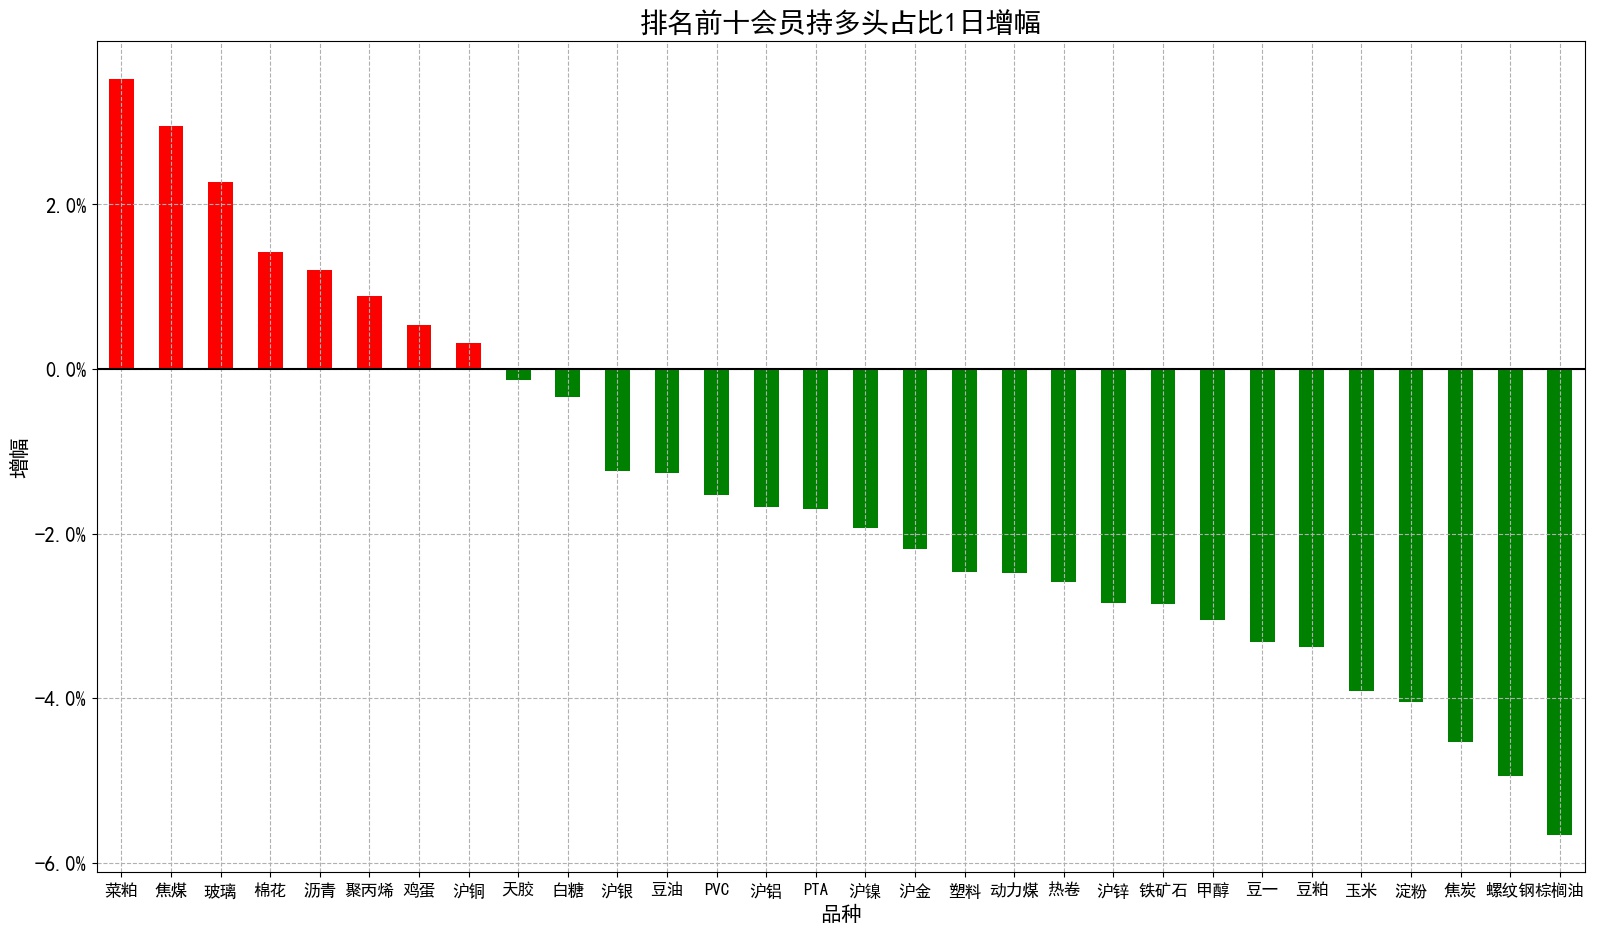 排名前十会员持多头占比1日增幅
2.0%
0.0%
-2.0%
-4.0%
-6.0%
增幅
菜粕 焦煤 玻璃 棉花 沥青 聚丙烯 鸡蛋 沪铜 天胶 白糖 沪银 豆油 PVC 沪铝 PTA 沪镍 沪金 塑料 动力煤 热卷 沪锌 铁矿石 甲醇 豆一 豆粕 玉米 淀粉 焦炭 螺纹钢 棕榈油
品种